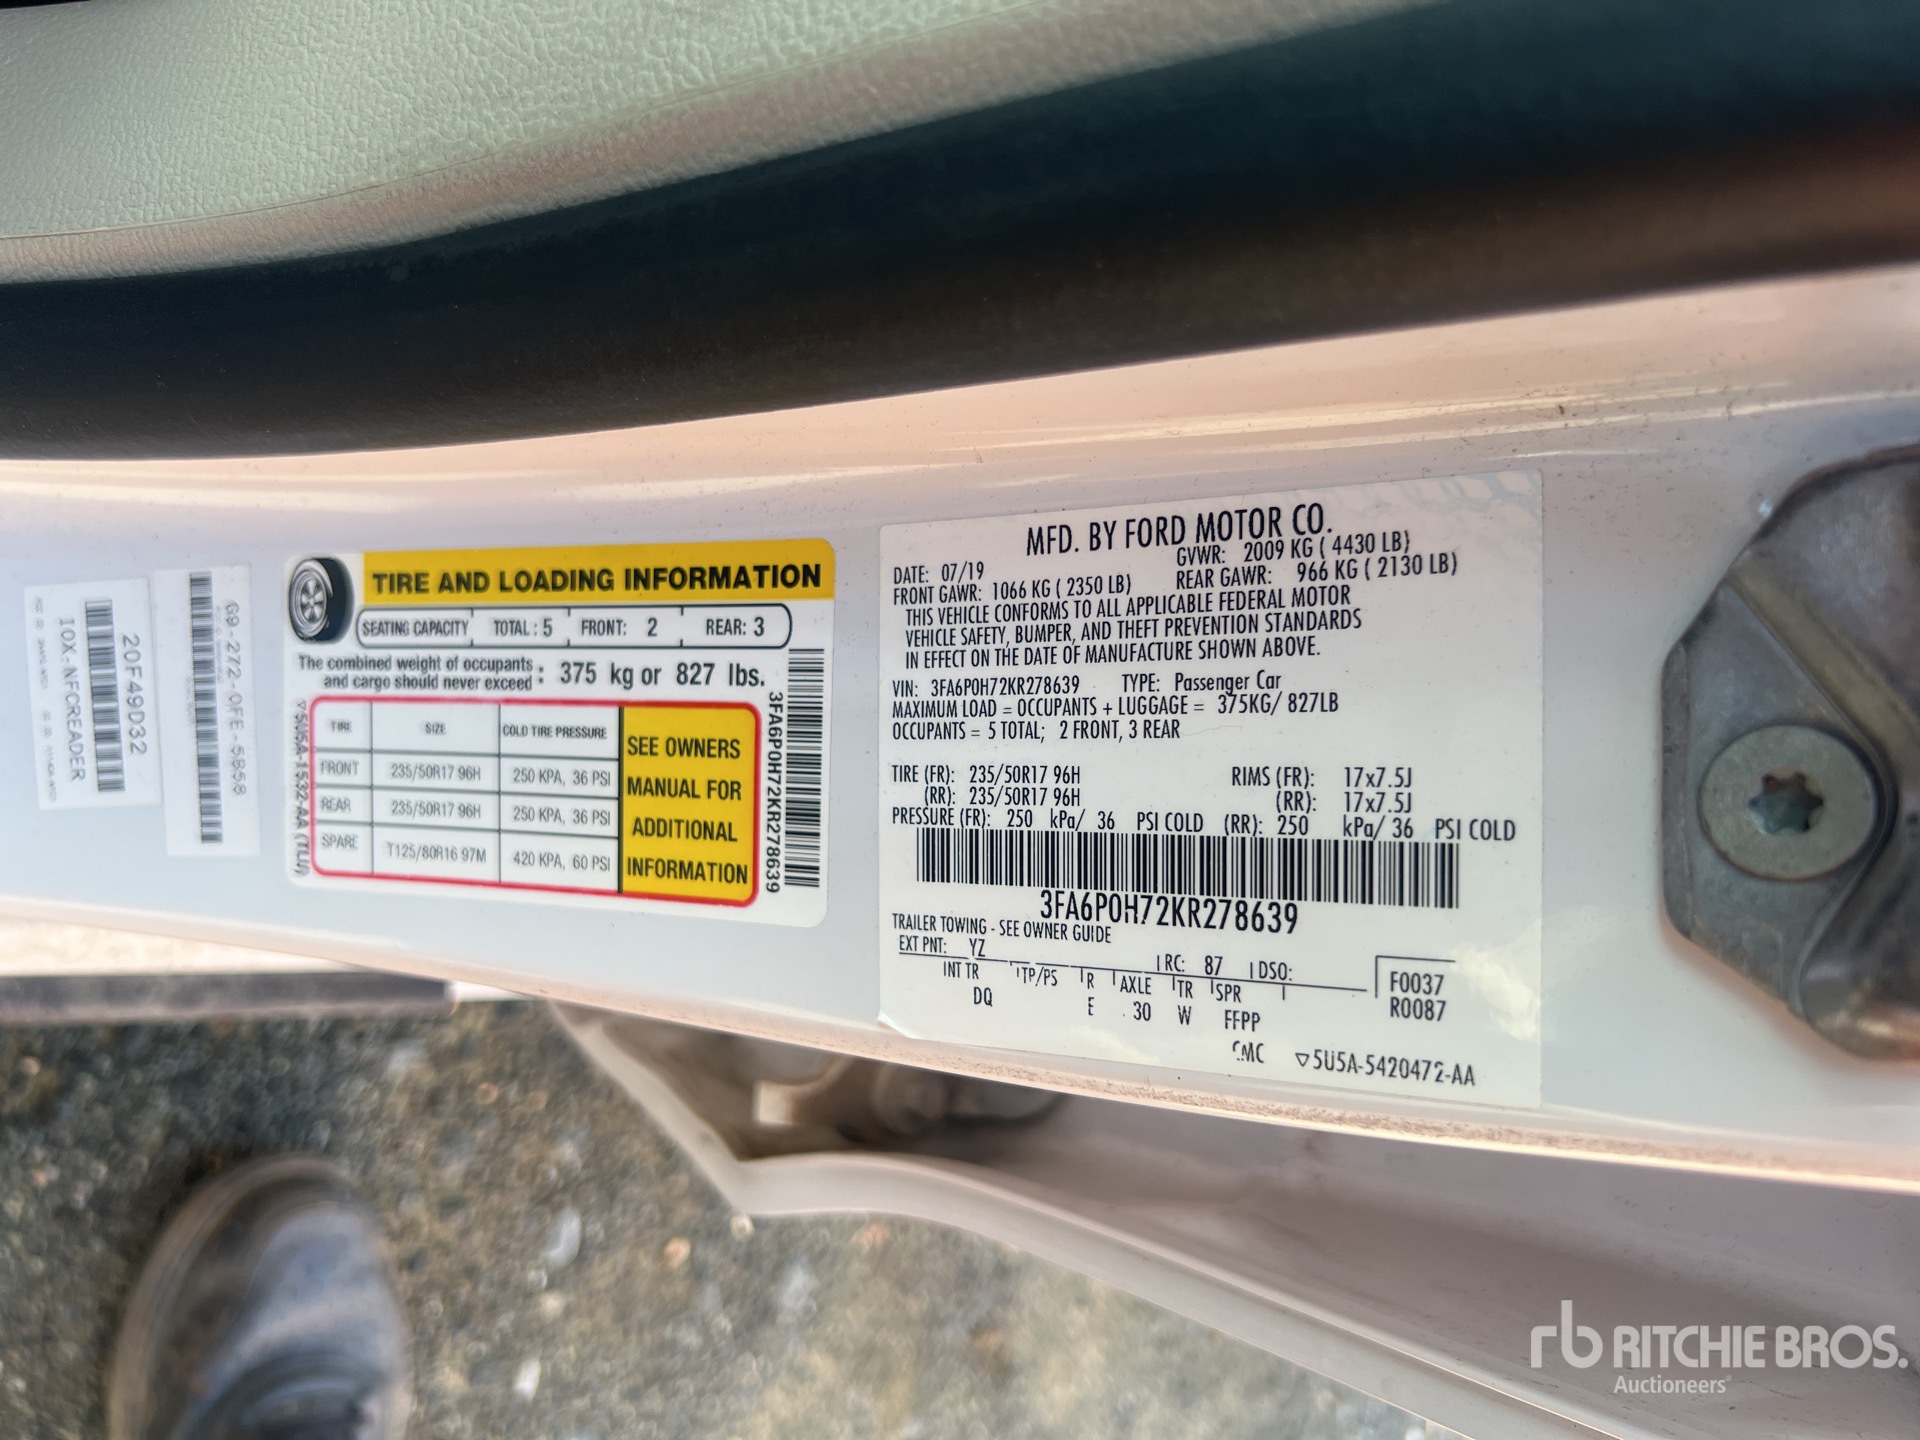 20F49D32
IOX-NFCREADER
G9-272-0FE-5B58
TIRE AND LOADING INFORMATION
SEATING CAPACITY TOTAL: 5 FRONT: 2 REAR: 3
The combined weight of occupants
and cargo should never exceed : 375 kg or 827 lbs.
TIRE SIZE COLD TIRE PRESSURE
FRONT 235/50R17 96H 250 KPA, 36 PSI
REAR 235/50R17 96H 250 KPA, 36 PSI
SPARE T125/80R16 97M 420 KPA, 60 PSI
SEE OWNERS
MANUAL FOR
ADDITIONAL
INFORMATION
▽5U5A-1532-AA (TLH)
3FA6P0H72KR278639
MFD. BY FORD MOTOR CO.
DATE: 07/19 GVWR: 2009 KG ( 4430 LB)
FRONT GAWR: 1066 KG ( 2350 LB) REAR GAWR: 966 KG ( 2130 LB)
THIS VEHICLE CONFORMS TO ALL APPLICABLE FEDERAL MOTOR
VEHICLE SAFETY, BUMPER, AND THEFT PREVENTION STANDARDS
IN EFFECT ON THE DATE OF MANUFACTURE SHOWN ABOVE.
VIN: 3FA6P0H72KR278639 TYPE: Passenger Car
MAXIMUM LOAD = OCCUPANTS + LUGGAGE = 375KG/ 827LB
OCCUPANTS = 5 TOTAL; 2 FRONT, 3 REAR
TIRE (FR): 235/50R17 96H RIMS (FR): 17x7.5J
(RR): 235/50R17 96H (RR): 17x7.5J
PRESSURE (FR): 250 kPa/ 36 PSI COLD (RR): 250 kPa/ 36 PSI COLD
3FA6P0H72KR278639
TRAILER TOWING - SEE OWNER GUIDE
EXT PNT: YZ RC: 87 DSO:
INT TR TP/PS R AXLE TR SPR
DQ E 30 W FFPP
F0037
R0087
CMC ▽5U5A-5420472-AA
rb RITCHIE BROS.
Auctioneers